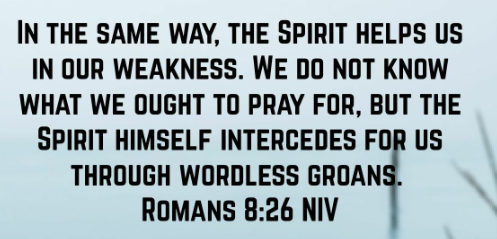 In the same way, the Spirit helps us
in our weakness. We do not know
what we ought to pray for, but the
Spirit himself intercedes for us
through wordless groans.
Romans 8:26 NIV